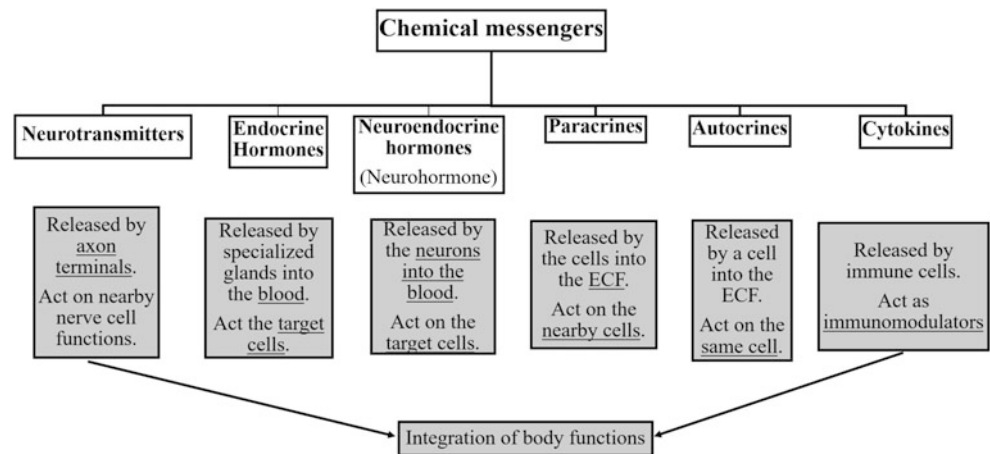 Chemical messengers
Neurotransmitters
Endocrine
Hormones
Neuroendocrine
hormones
(Neurohormone)
Paracrines
Autocrines
Cytokines
Released by
axon
terminals.
Act on nearby
nerve cell
functions.
Released by
specialized
glands into
the blood.
Act the target
cells.
Released by
the neurons
into the
blood.
Act on the
target cells.
Released by
the cells into
the ECF.
Act on the
nearby cells.
Released
by a cell
into the
ECF.
Act on the
same cell.
Released by
immune cells.
Act as
immunomodulators
Integration of body functions